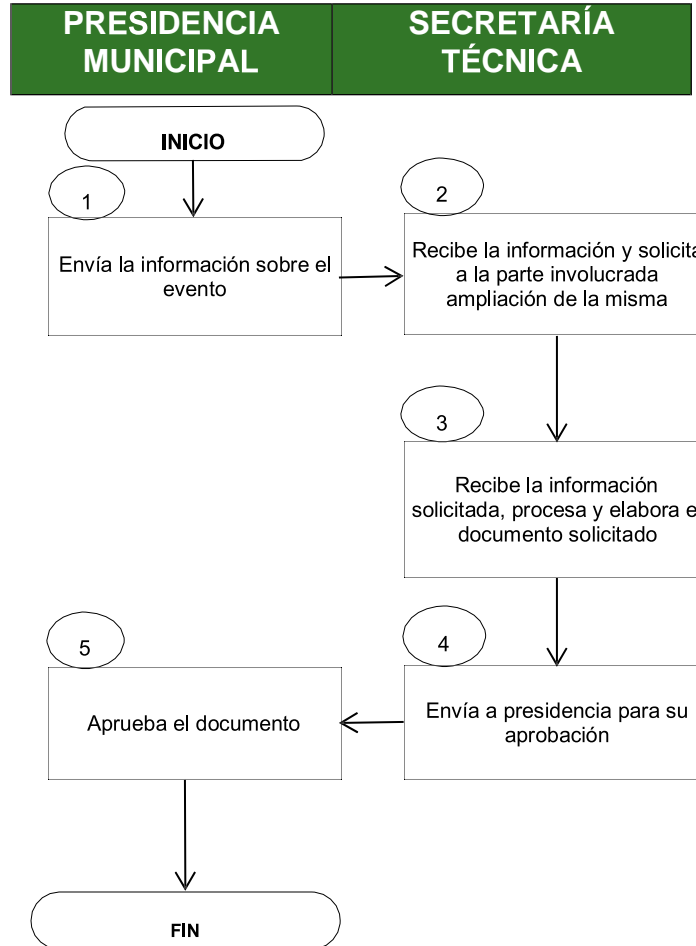 PRESIDENCIA
MUNICIPAL
SECRETARÍA
TÉCNICA
INICIO
1
Envía la información sobre el
evento
2
Recibe la información y solicita
a la parte involucrada
ampliación de la misma
3
Recibe la información
solicitada, procesa y elabora e
documento solicitado
4
Envía a presidencia para su
aprobación
5
Aprueba el documento
FIN